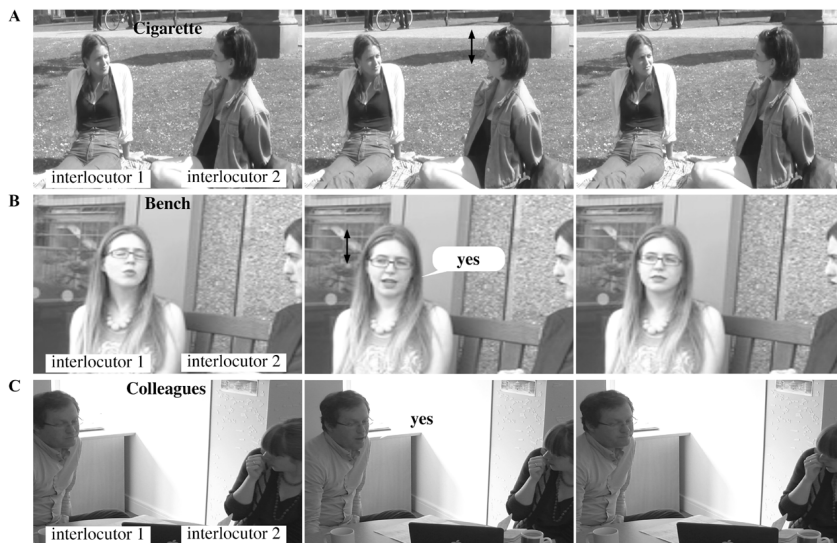 A
Cigarette
interlocutor 1
interlocutor 2
B
Bench
yes
interlocutor 1
interlocutor 2
C
Colleagues
yes
interlocutor 1
interlocutor 2